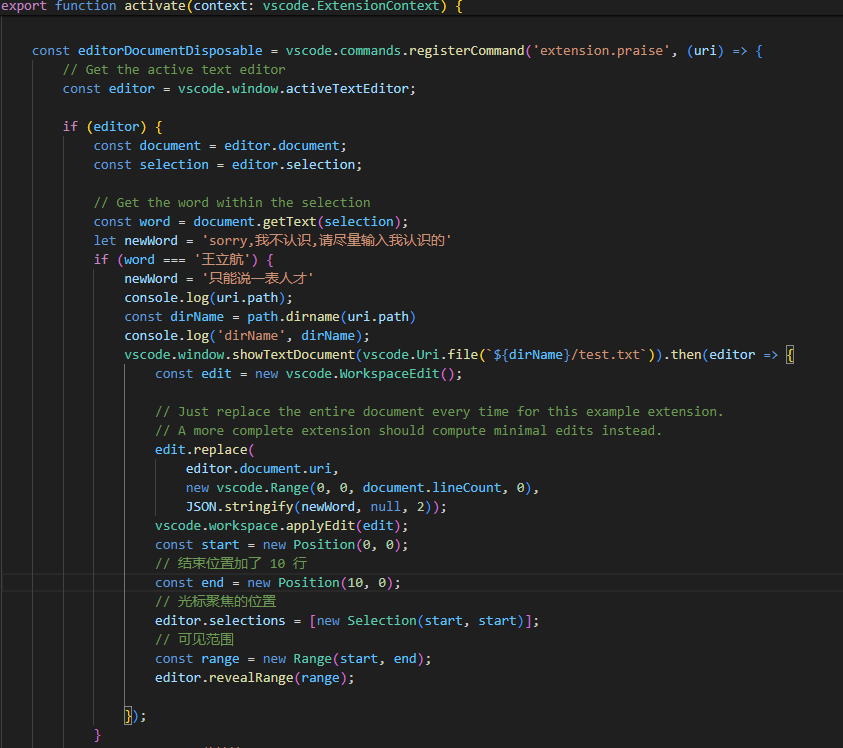 export function activate(context: vscode.ExtensionContext) {
const editorDocumentDisposable = vscode.commands.registerCommand('extension.praise', (uri) => {
// Get the active text editor
const editor = vscode.window.activeTextEditor;
if (editor) {
const document = editor.document;
const selection = editor.selection;
// Get the word within the selection
const word = document.getText(selection);
let newWord = 'sorry,我不认识,请尽量输入我认识的'
if (word === '王立航') {
newWord = '只能说一表人才'
console.log(uri.path);
const dirName = path.dirname(uri.path)
console.log('dirName', dirName);
vscode.window.showTextDocument(vscode.Uri.file(`${dirName}/test.txt`)).then(editor => {
const edit = new vscode.WorkspaceEdit();
// Just replace the entire document every time for this example extension.
// A more complete extension should compute minimal edits instead.
edit.replace(
editor.document.uri,
new vscode.Range(0, 0, document.lineCount, 0),
JSON.stringify(newWord, null, 2));
vscode.workspace.applyEdit(edit);
const start = new Position(0, 0);
// 结束位置加了 10 行
const end = new Position(10, 0);
// 光标聚焦的位置
editor.selections = [new Selection(start, start)];
// 可见范围
const range = new Range(start, end);
editor.revealRange(range);
});
}